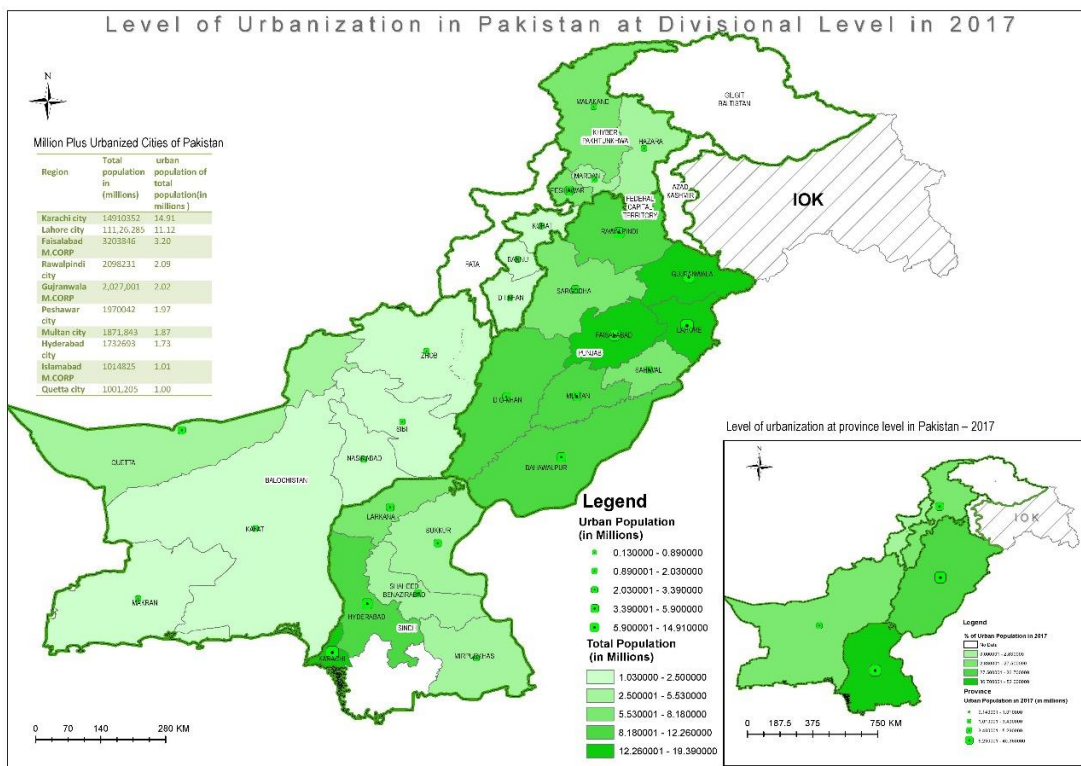 Level of Urbanization in Pakistan at Divisional Level in 2017
N
Million Plus Urbanized Cities of Pakistan
Region Total population in (millions) urban population of total population(in millions )
Karachi city 14910352 14.91
Lahore city 111,26,285 11.12
Faisalabad M.CORP 3203846 3.20
Rawalpindi city 2098231 2.09
Gujranwala M.CORP 2,027,001 2.02
Peshawar city 1970042 1.97
Multan city 1871,843 1.87
Hyderabad city 1732693 1.73
Islamabad M.CORP 1014825 1.01
Quetta city 1001,205 1.00
GILGIT BALTISTAN
MALAKAND
KHYBER PAKHTUNKHWA
HAZARA
MARDAN
PESHAWAR
AZAD KASHMIR
IOK
FEDERAL CAPITAL TERRITORY
KOHAT
RAWALPINDI
BANNU
FATA
GUJRANWALA
D I KHAN
SARGODHA
FAISALABAD
LAHORE
PUNJAB
ZHOB
SAHIWAL
D G KHAN
MULTAN
SIBI
NASIRABAD
BAHAWALPUR
QUETTA
BALOCHISTAN
LARKANA
KALAT
SUKKUR
SHAHEED BENAZIRABAD
MAKRAN
HYDERABAD
SINDH
KARACHI
MIRPURKHAS
0 70 140 280 KM
Legend
Urban Population
(in Millions)
0.130000 - 0.890000
0.890001 - 2.030000
2.030001 - 3.390000
3.390001 - 5.900000
5.900001 - 14.910000
Total Population
(in Millions)
1.030000 - 2.500000
2.500001 - 5.530000
5.530001 - 8.180000
8.180001 - 12.260000
12.260001 - 19.390000
Level of urbanization at province level in Pakistan – 2017
N
IOK
Legend
% of Urban Population in 2017
No Data
Province
Urban Population in 2017 (in millions)
0 187.5 375 750 KM